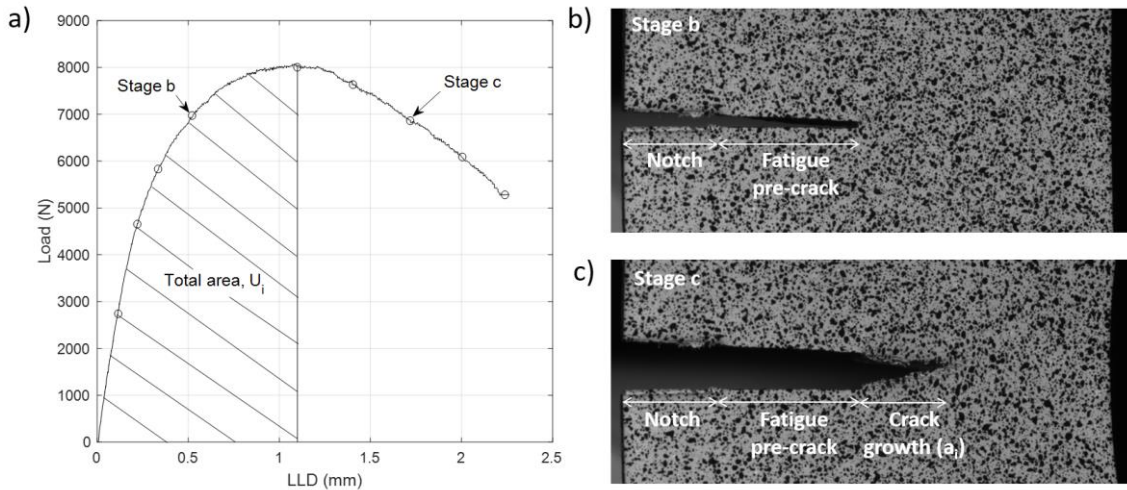 a)
9000
8000
7000
6000
5000
4000
3000
2000
1000
0
Load (N)
Stage b
Stage c
Total area, Ui
0
0.5
1
1.5
2
2.5
LLD (mm)
b)
Stage b
Notch
Fatigue
pre-crack
c)
Stage c
Notch
Fatigue
pre-crack
Crack
growth (ai)